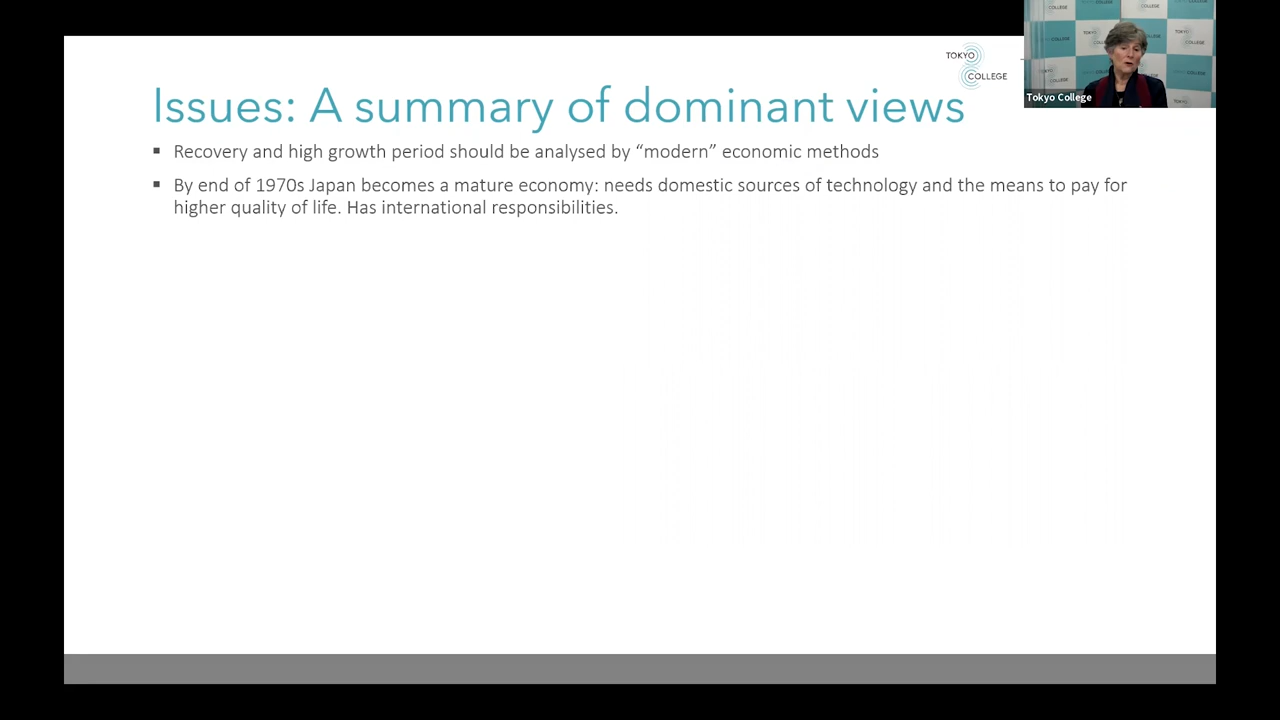 TOKYO
COLLEGE
Issues: A summary of dominant views
▪ Recovery and high growth period should be analysed by “modern” economic methods
▪ By end of 1970s Japan becomes a mature economy: needs domestic sources of technology and the means to pay for
higher quality of life. Has international responsibilities.
Tokyo College